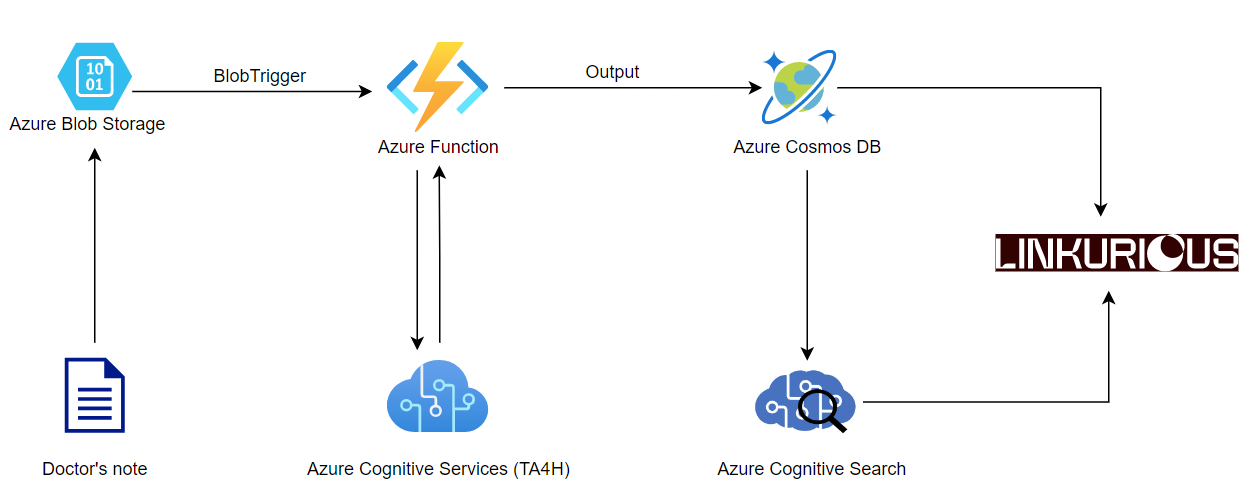 10
01
BlobTrigger
Output
Azure Blob Storage
Azure Function
Azure Cosmos DB
LINKURIOUS
Doctor's note
Azure Cognitive Services (TA4H)
Azure Cognitive Search